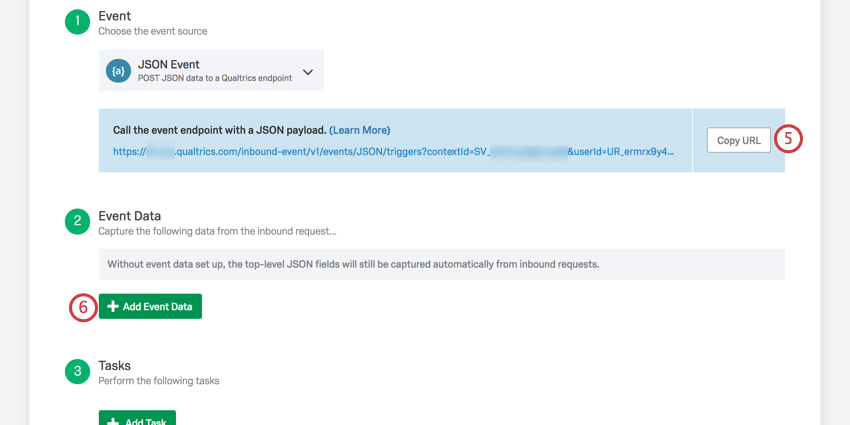 1 Event
Choose the event source
{a} JSON Event
POST JSON data to a Qualtrics endpoint
Call the event endpoint with a JSON payload. (Learn More)
https:// .qualtrics.com/inbound-event/v1/events/JSON/triggers?contextId=SV_ &userId=UR_ermrx9y4...
Copy URL 5
2 Event Data
Capture the following data from the inbound request...
Without event data set up, the top-level JSON fields will still be captured automatically from inbound requests.
6 + Add Event Data
3 Tasks
Perform the following tasks
+ Add Task